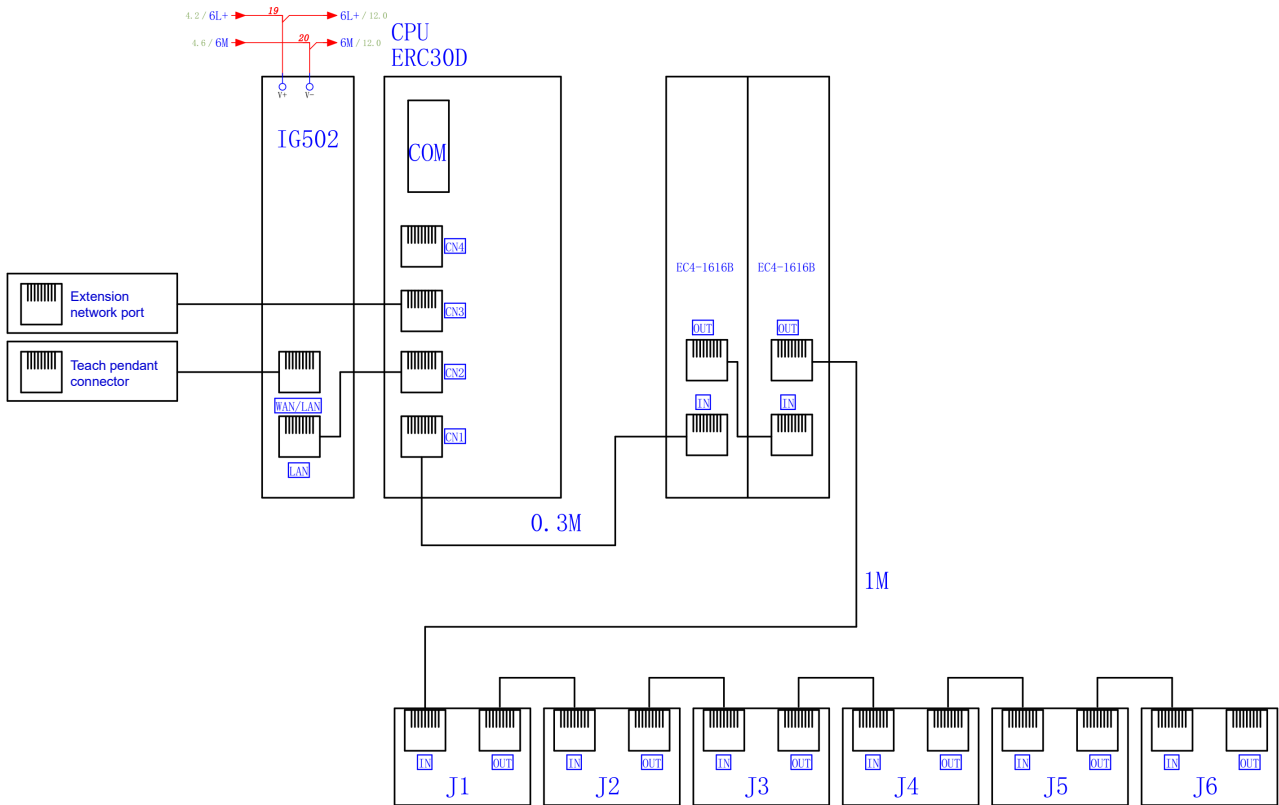 4.2 / 6L+ 19 6L+ / 12.0
4.6 / 6M 20 6M / 12.0
CPU
ERC30D
V+ V-
IG502
COM
CN4
EC4-1616B EC4-1616B
Extension
network port
CN3
OUT OUT
Teach pendant
connector
CN2
WAN/LAN
IN IN
CN1
LAN
0.3M
1M
IN OUT IN OUT IN OUT IN OUT IN OUT IN OUT
J1 J2 J3 J4 J5 J6